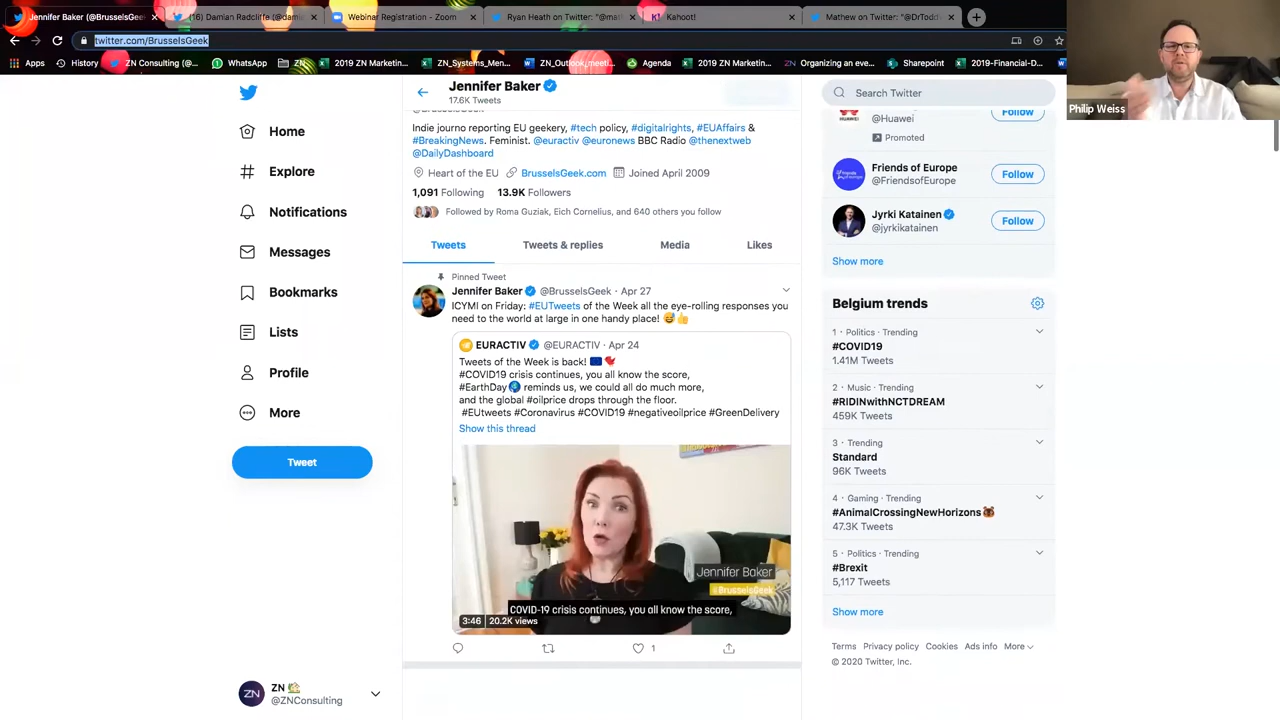 Jennifer Baker (@BrusselsGee
(16) Damian Radcliffe (@damia
Webinar Registration - Zoom
Ryan Heath on Twitter: "@mat
Kahoot!
Mathew on Twitter: "@DrTodd
twitter.com/BrusselsGeek
Apps
History
ZN Consulting (@...
WhatsApp
ZN
2019 ZN Marketin...
ZN_Systems_Men...
ZN_Outlook_meeti...
Agenda
2019 ZN Marketin...
Organizing an eve...
Sharepoint
2019-Financial-D...
Philip Weiss
Home
Explore
Notifications
Messages
Bookmarks
Lists
Profile
More
Tweet
ZN
@ZNConsulting
Jennifer Baker
17.6K Tweets
Indie journo reporting EU geekery, #tech policy, #digitalrights, #EUAffairs &
#BreakingNews. Feminist. @euractiv @euronews BBC Radio @thenextweb
@DailyDashboard
Heart of the EU BrusselsGeek.com Joined April 2009
1,091 Following 13.9K Followers
Followed by Roma Guziak, Eich Cornelius, and 640 others you follow
Tweets Tweets & replies Media Likes
Pinned Tweet
Jennifer Baker @BrusselsGeek · Apr 27
ICYMI on Friday: #EUTweets of the Week all the eye-rolling responses you
need to the world at large in one handy place! 😅👍
EURACTIV @EURACTIV · Apr 24
Tweets of the Week is back! 🇪🇺
#COVID19 crisis continues, you all know the score,
#EarthDay reminds us, we could all do much more,
and the global #oilprice drops through the floor.
#EUtweets #Coronavirus #COVID19 #negativeoilprice #GreenDelivery
Show this thread
Jennifer Baker
@BrusselsGeek
COVID-19 crisis continues, you all know the score,
3:46 20.2K views
1
Search Twitter
@Huawei
Follow
Promoted
Friends of Europe
@FriendsofEurope
Follow
Jyrki Katainen
@jyrkikatainen
Follow
Show more
Belgium trends
1 · Politics · Trending
#COVID19
1.41M Tweets
2 · Music · Trending
#RIDINwithNCTDREAM
459K Tweets
3 · Trending
Standard
96K Tweets
4 · Gaming · Trending
#AnimalCrossingNewHorizons
47.3K Tweets
5 · Politics · Trending
#Brexit
5,117 Tweets
Show more
Terms Privacy policy Cookies Ads info More
© 2020 Twitter, Inc.